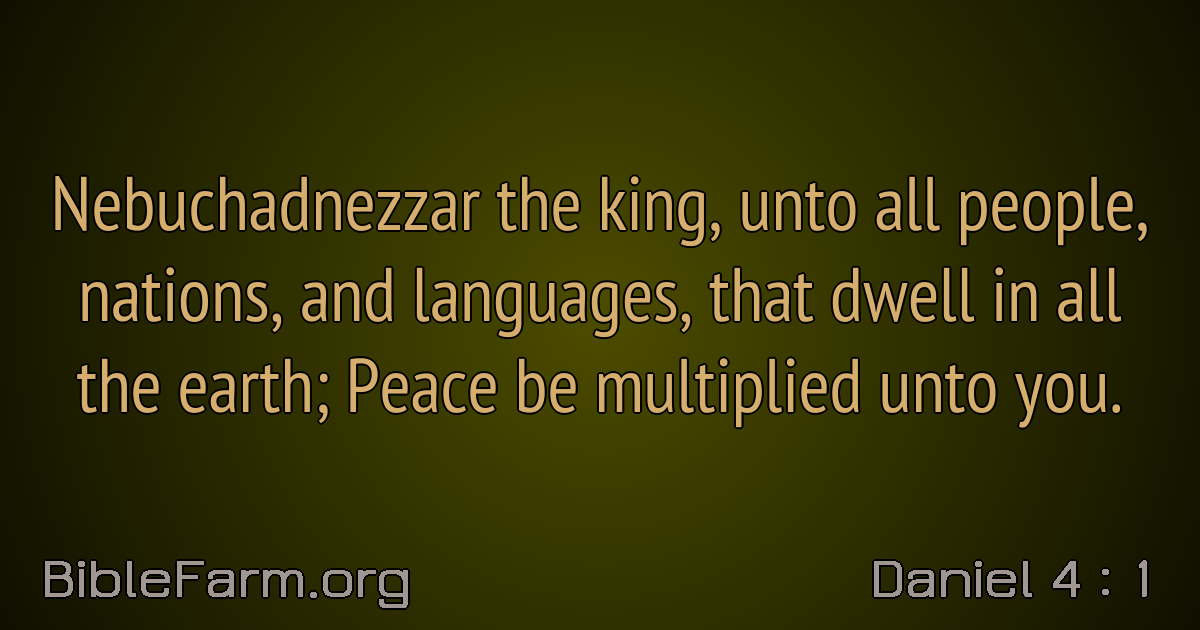 Nebuchadnezzar the king, unto all people,
nations, and languages, that dwell in all
the earth; Peace be multiplied unto you.
BibleFarm.org
Daniel 4 : 1